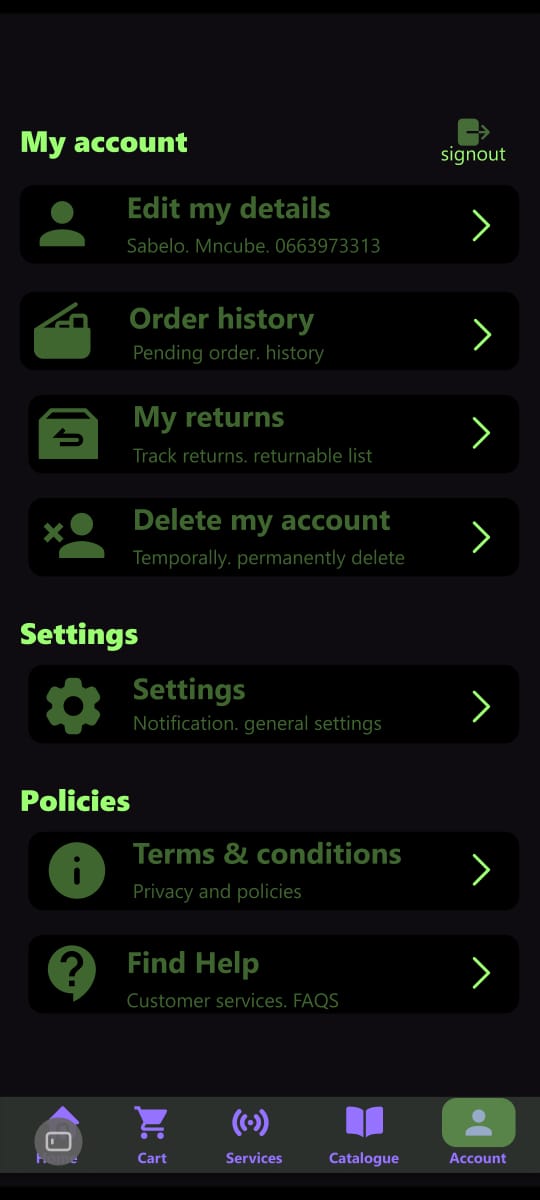 My account
signout
Edit my details
Sabelo. Mncube. 0663973313
Order history
Pending order. history
My returns
Track returns. returnable list
Delete my account
Temporally. permanently delete
Settings
Settings
Notification. general settings
Policies
Terms & conditions
Privacy and policies
Find Help
Customer services. FAQS
Home Cart Services Catalogue Account